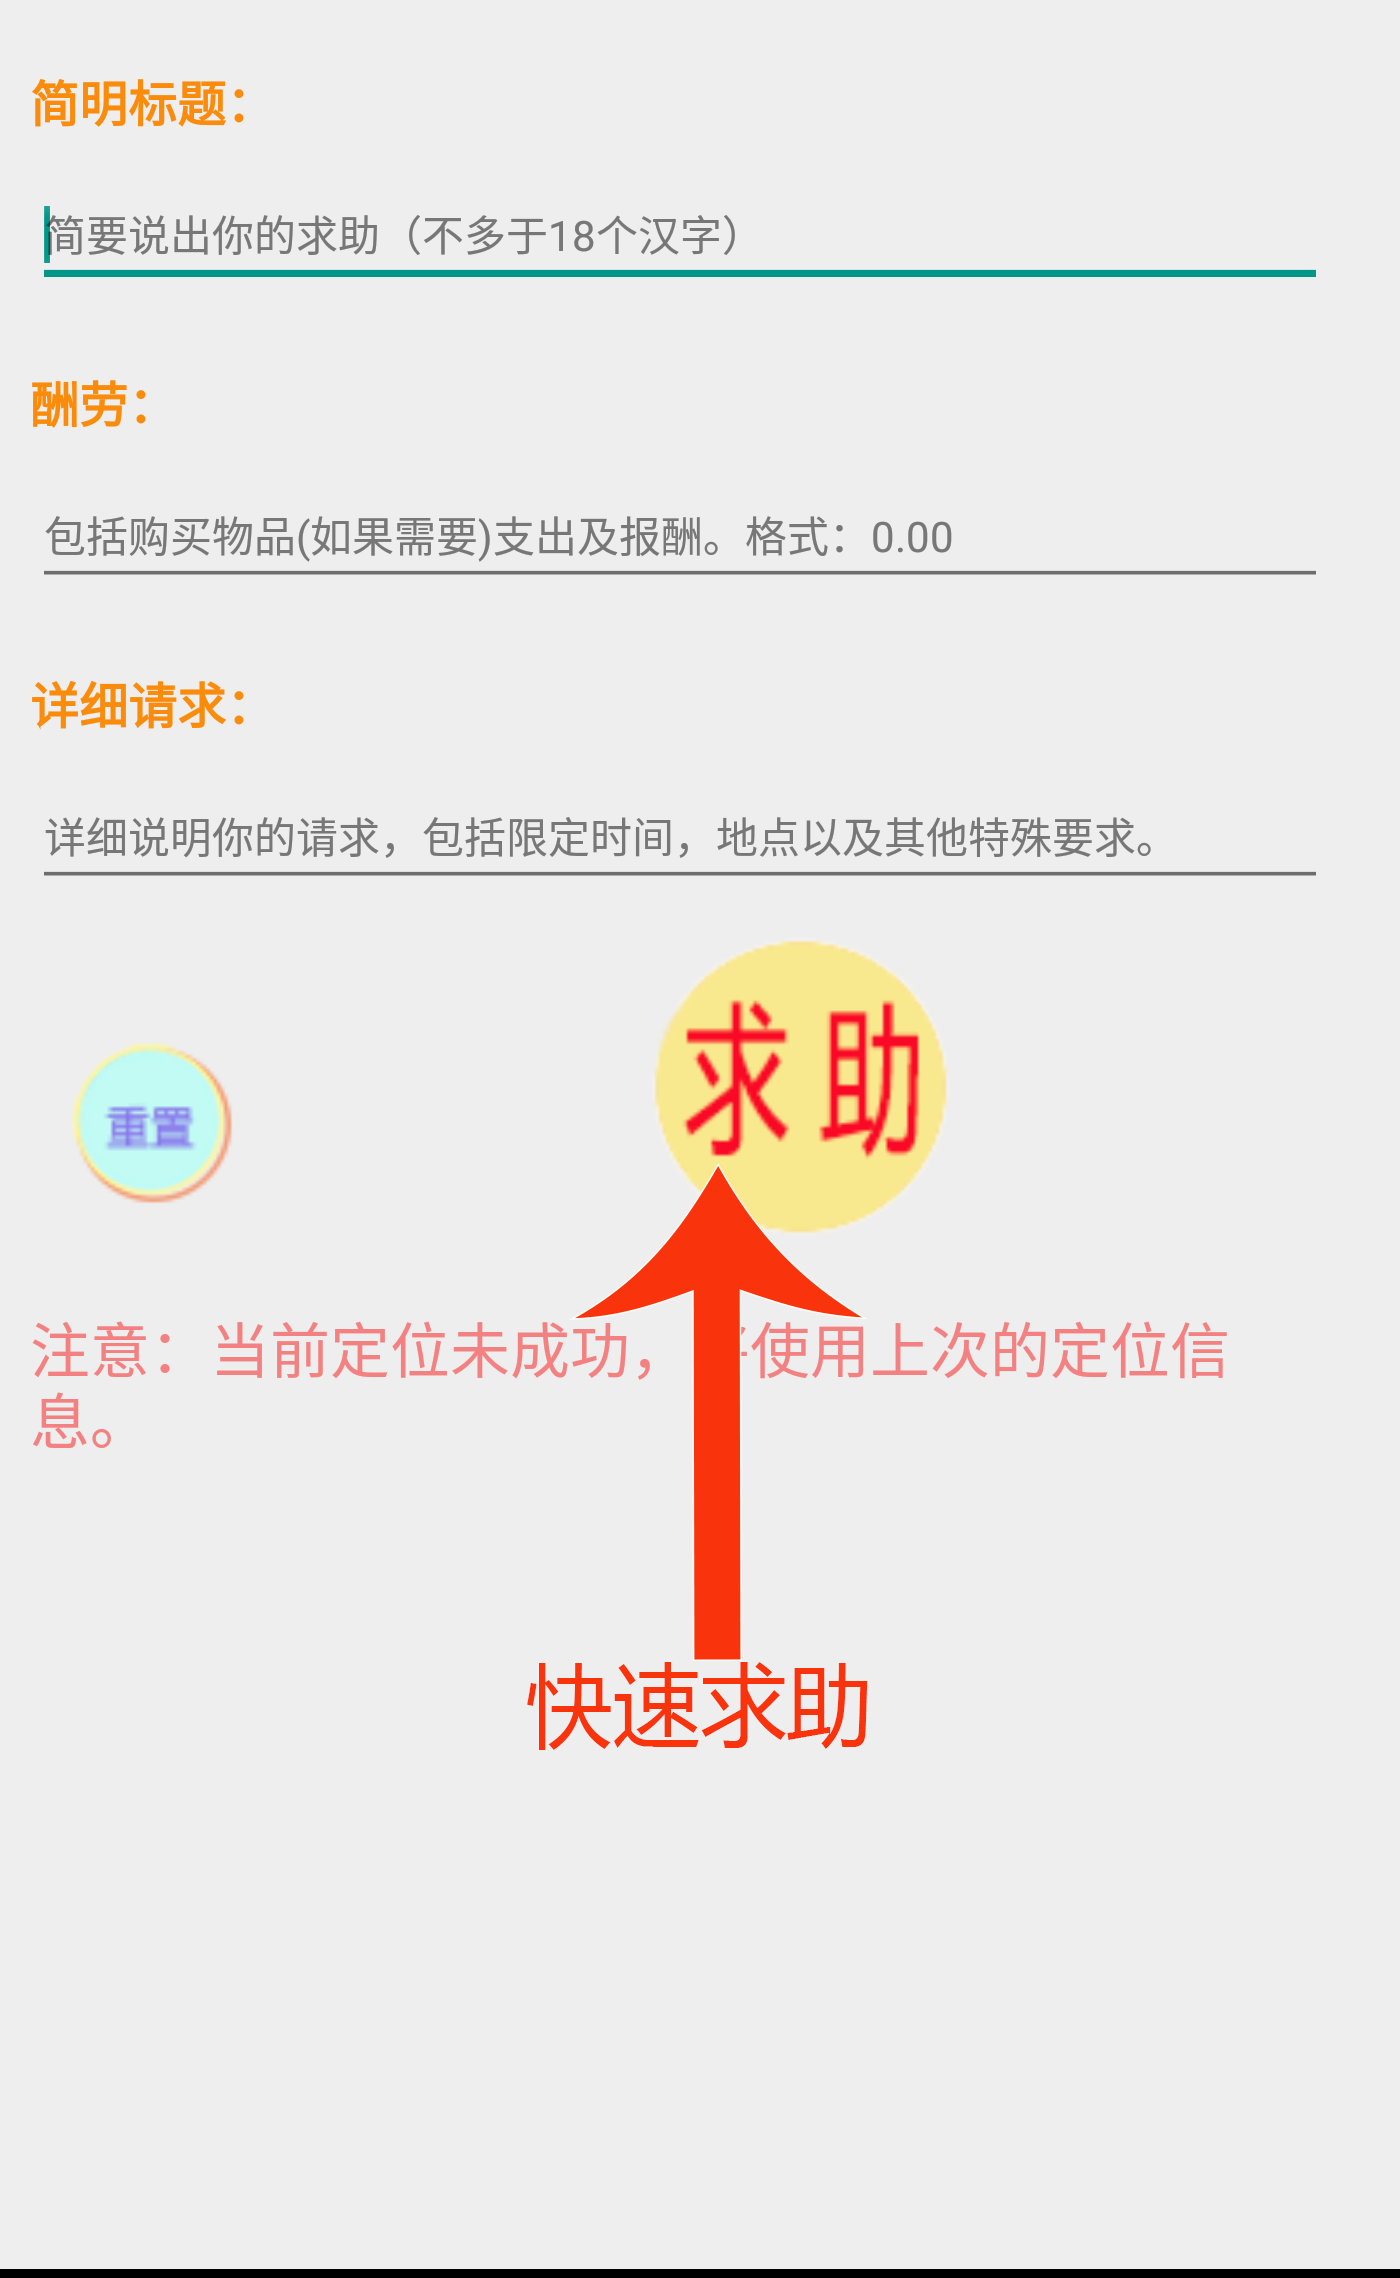 简明标题：
简要说出你的求助（不多于18个汉字）
酬劳：
包括购买物品(如果需要)支出及报酬。格式：0.00
详细请求：
详细说明你的请求，包括限定时间，地点以及其他特殊要求。
求助
重置
注意：当前定位未成功，使用上次的定位信
息。
快速求助